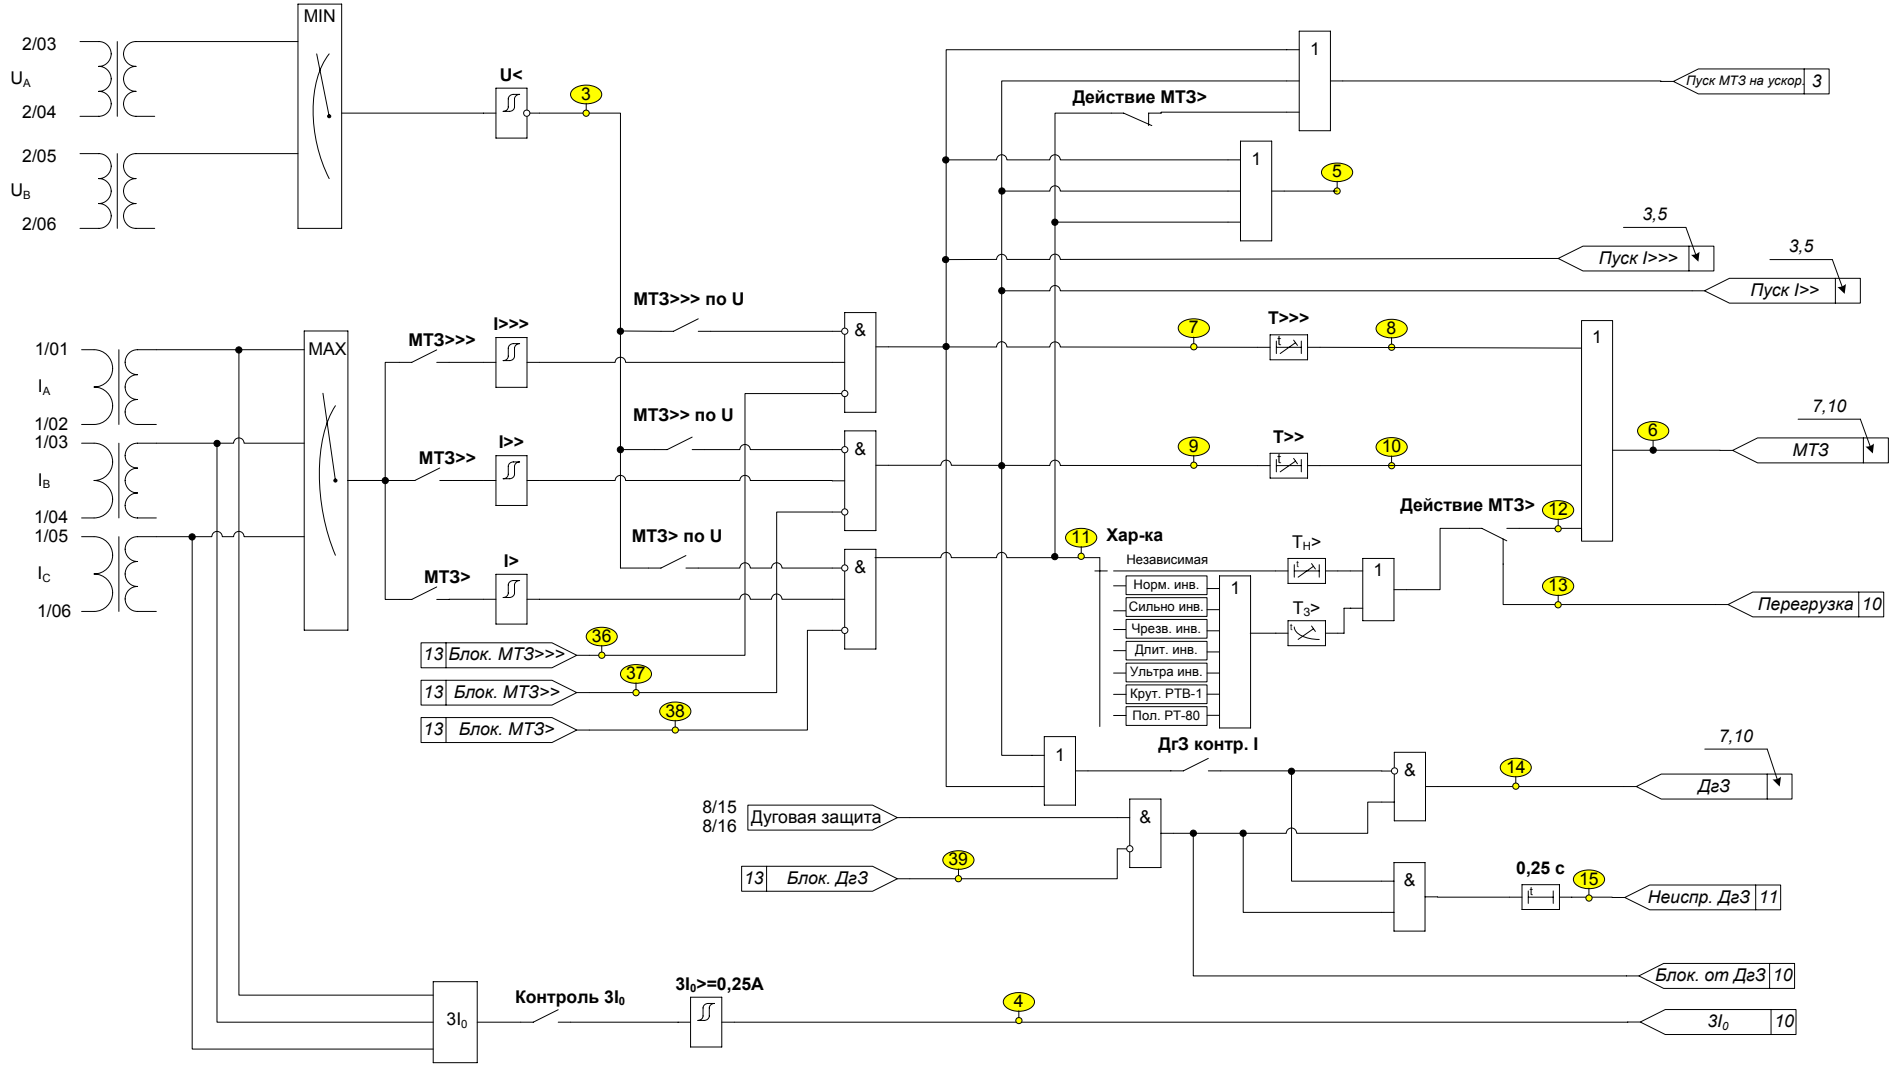 MIN
2/03
U_A
2/04
2/05
U_B
2/06
U<
3
Действие МТЗ>
1
Пуск МТЗ на ускор. 3
1
5
3,5
Пуск I>>>
3,5
Пуск I>>
МТЗ>>> по U
МТЗ>> по U
МТЗ> по U
1/01
I_A
1/02
1/03
I_B
1/04
1/05
I_C
1/06
MAX
МТЗ>>>
I>>>
МТЗ>>
I>>
МТЗ>
I>
&
&
&
7
T>>>
8
9
T>>
10
1
6
7,10
МТЗ
Действие МТЗ>
12
13
Перегрузка 10
11
Хар-ка
Независимая
Норм. инв.
Сильно инв.
Чрезв. инв.
Длит. инв.
Ультра инв.
Крут. РТВ-1
Пол. РТ-80
1
T_Н>
T_З>
1
13 Блок. МТЗ>>>
36
13 Блок. МТЗ>>
37
13 Блок. МТЗ>
38
1
ДгЗ контр. I
&
14
7,10
ДгЗ
8/15
8/16
Дуговая защита
&
13 Блок. ДгЗ
39
&
0,25 с
15
Неиспр. ДгЗ 11
Блок. от ДгЗ 10
3I₀
Контроль 3I₀
3I₀>=0,25А
4
3I₀ 10